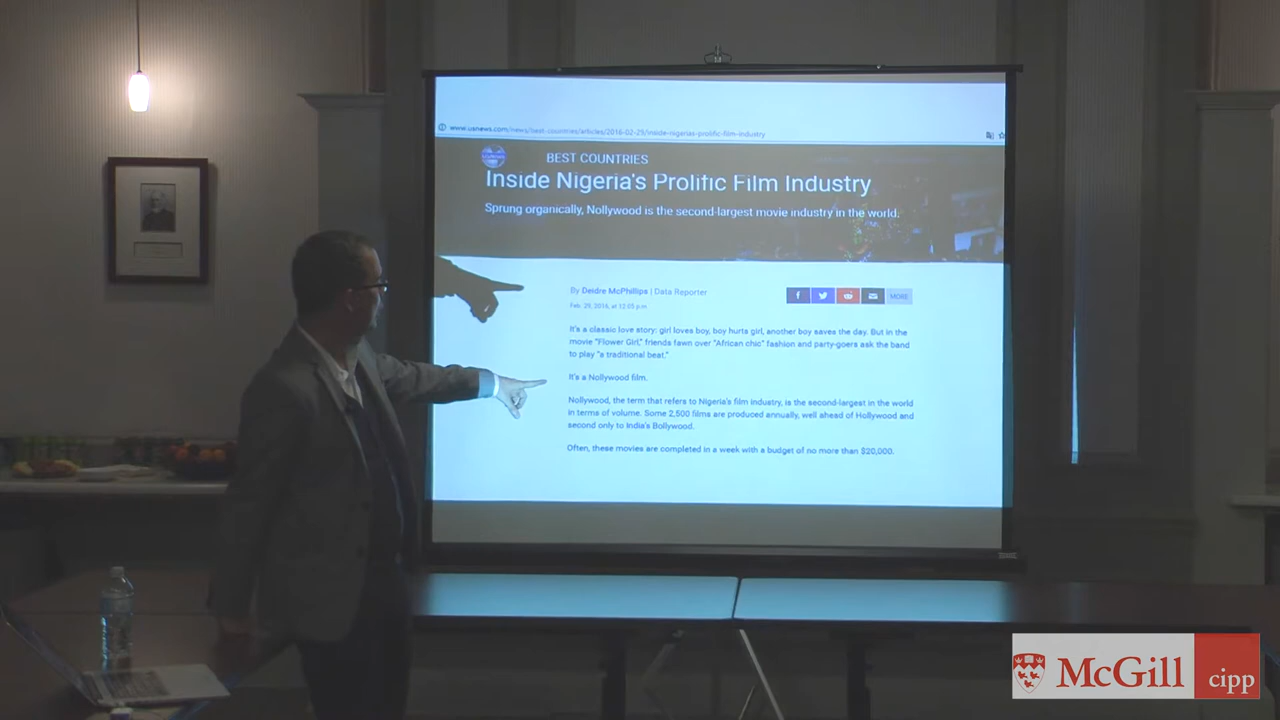 www.usnews.com/news/best-countries/articles/2016-02-29/inside-nigerias-prolific-film-industry
BEST COUNTRIES
Inside Nigeria's Prolific Film Industry
Sprung organically, Nollywood is the second-largest movie industry in the world.
By Deidre McPhillips | Data Reporter
Feb. 29, 2016, at 12:05 p.m.
MORE
It's a classic love story: girl loves boy, boy hurts girl, another boy saves the day. But in the
movie "Flower Girl," friends fawn over "African chic" fashion and party-goers ask the band
to play "a traditional beat."
It's a Nollywood film.
Nollywood, the term that refers to Nigeria's film industry, is the second-largest in the world
in terms of volume. Some 2,500 films are produced annually, well ahead of Hollywood and
second only to India's Bollywood.
Often, these movies are completed in a week with a budget of no more than $20,000.
McGill cipp